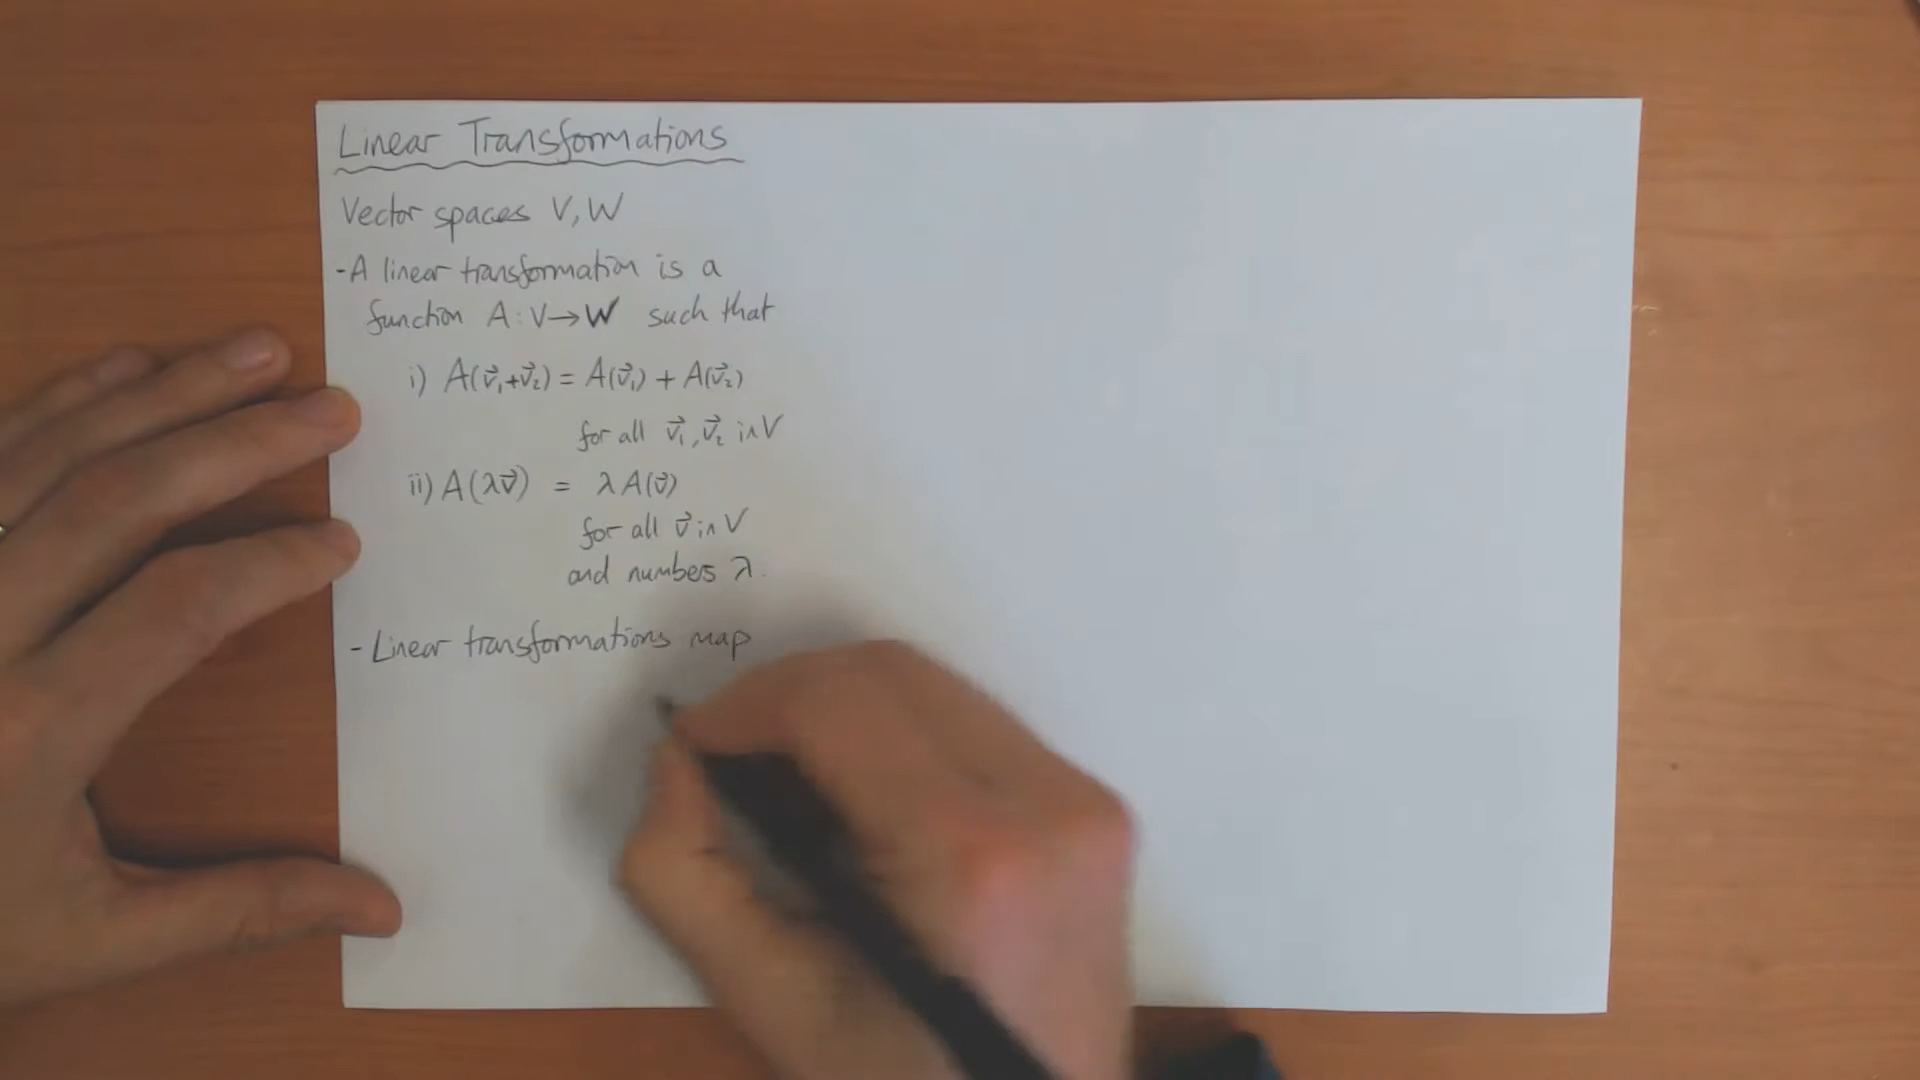 Linear Transformations
Vector spaces V, W
- A linear transformation is a
function A: V→W such that
i) A(v⃗₁+v⃗₂) = A(v⃗₁) + A(v⃗₂)
for all v⃗₁, v⃗₂ in V
ii) A(λv⃗) = λ A(v⃗)
for all v⃗ in V
and numbers λ.
- Linear transformations map